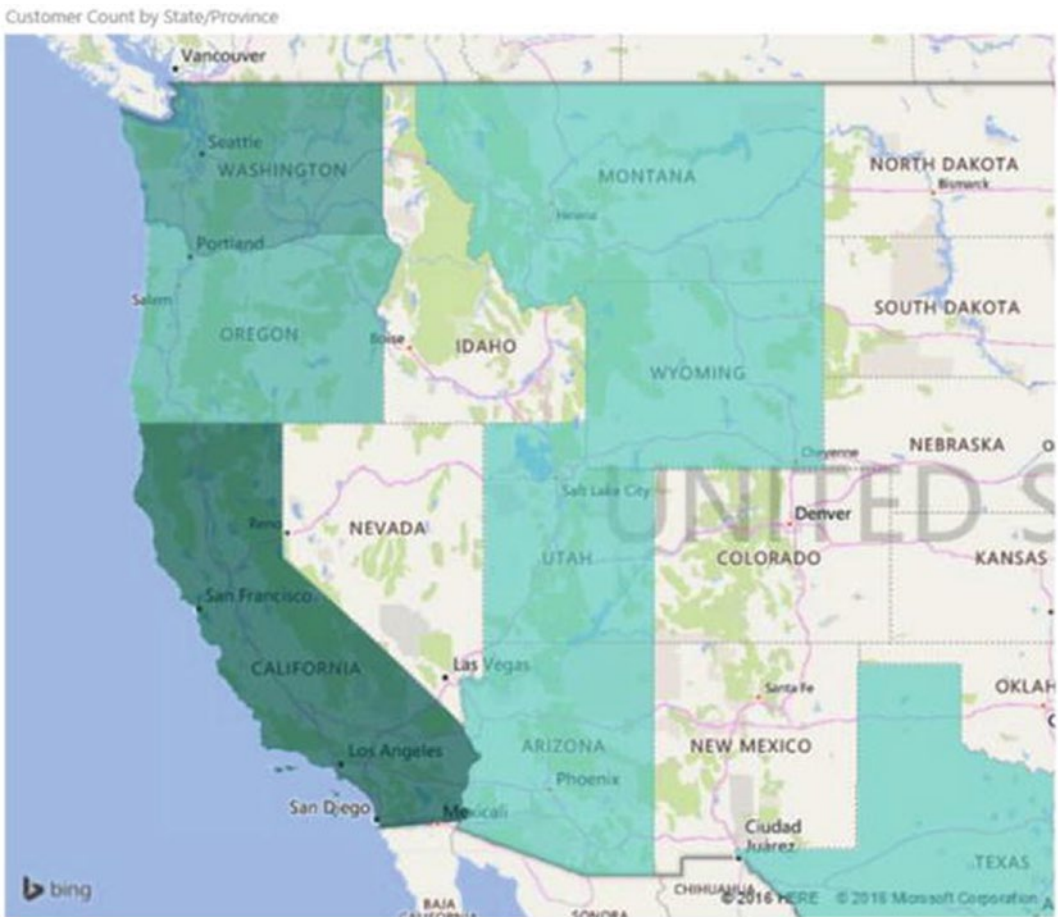 Customer Count by State/Province
Vancouver
Seattle
WASHINGTON
MONTANA
NORTH DAKOTA
Bismarck
Helena
Portland
Salem
OREGON
SOUTH DAKOTA
Boise
IDAHO
WYOMING
Cheyenne
NEBRASKA
Salt Lake City
UNITED S
Reno
NEVADA
Denver
UTAH
COLORADO
KANSAS
San Francisco
CALIFORNIA
Las Vegas
Santa Fe
OKLAH
Los Angeles
ARIZONA
NEW MEXICO
Phoenix
San Diego
Mexicali
Ciudad
Juárez
TEXAS
bing
CHIHUAHUA
© 2016 HERE © 2016 Microsoft Corporation
BAJA
CALIFORNIA
SONORA